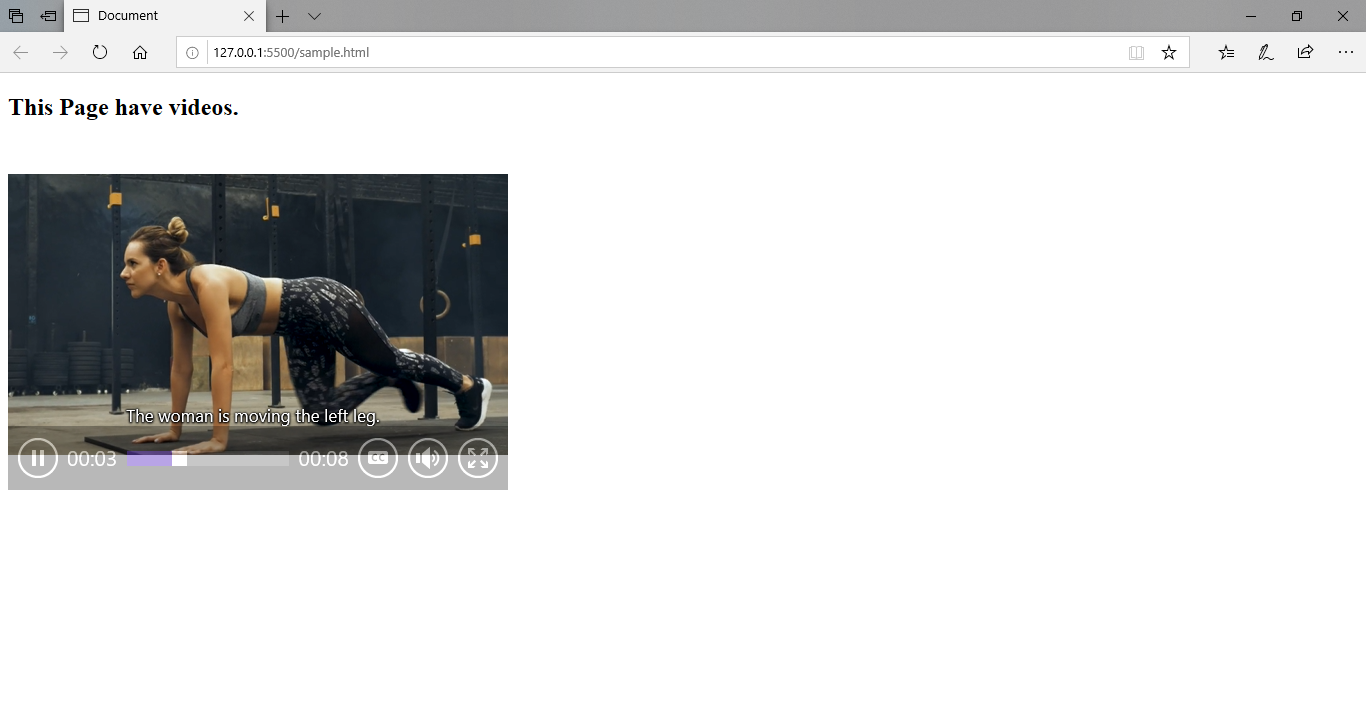 Document
127.0.0.1:5500/sample.html
This Page have videos.
The woman is moving the left leg.
00:03 00:08 CC